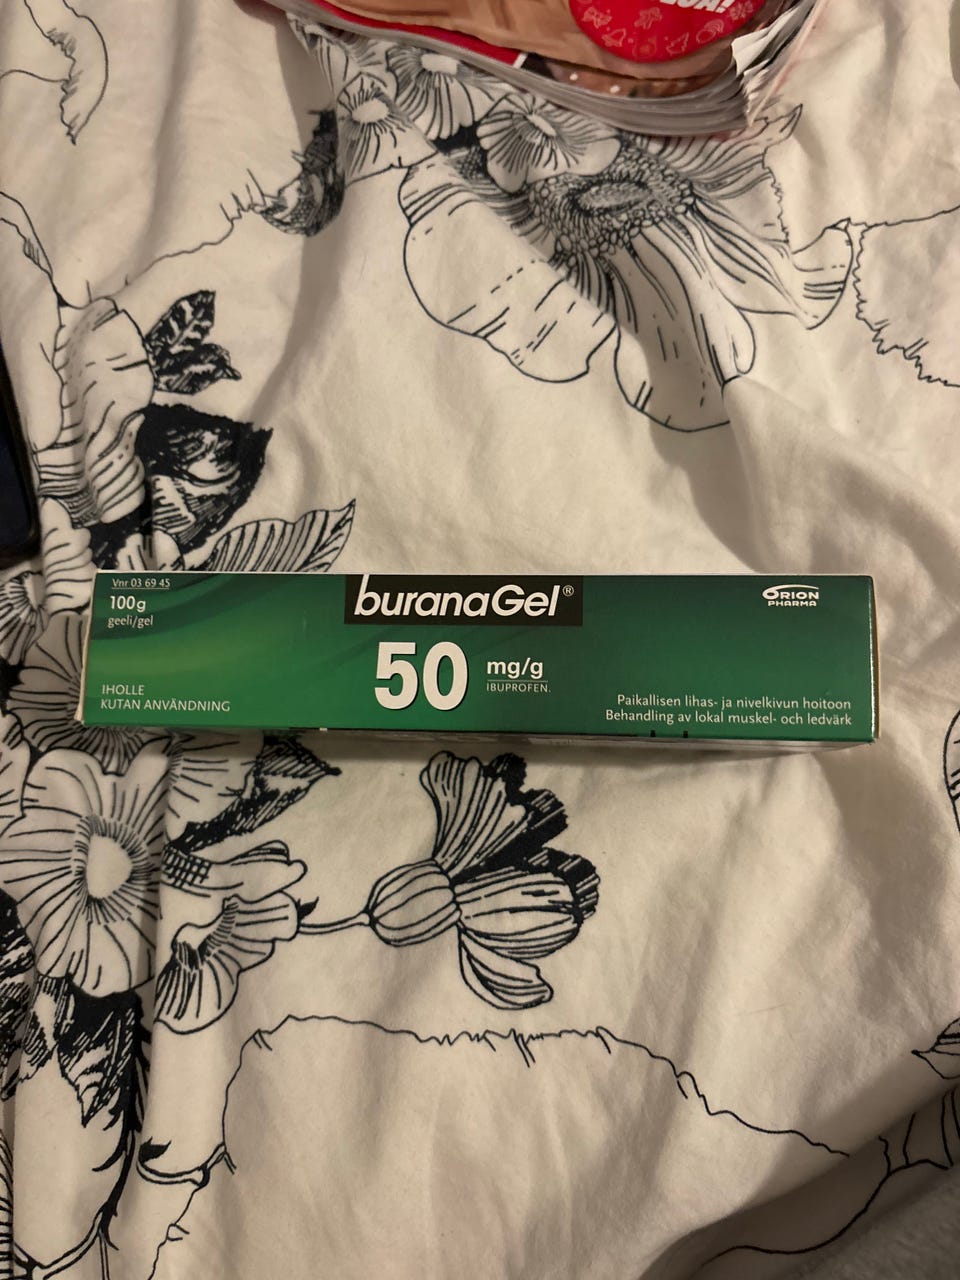 Vnr 03 69 45
100g
geeli/gel
IHOLLE
KUTAN ANVÄNDNING
buranaGel®
50 mg/g
IBUPROFEN.
ORION
PHARMA
Paikallisen lihas- ja nivelkivun hoitoon
Behandling av lokal muskel- och ledvärk